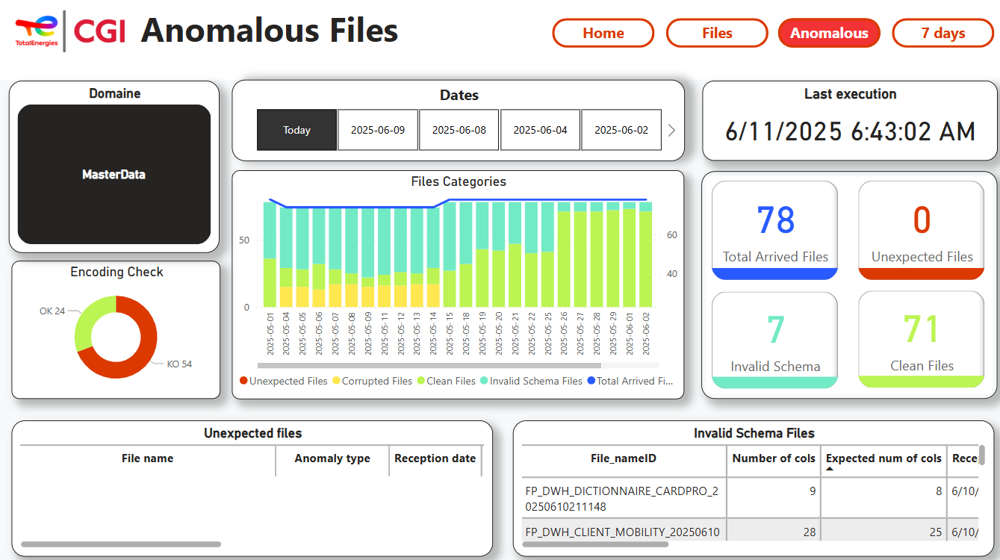 TotalEnergies
CGI
Anomalous Files
Home
Files
Anomalous
7 days
Domaine
MasterData
Dates
Today
2025-06-09
2025-06-08
2025-06-04
2025-06-02
Last execution
6/11/2025 6:43:02 AM
Encoding Check
OK 24
KO 54
Files Categories
50
0
60
40
2025-05-01
2025-05-04
2025-05-05
2025-05-06
2025-05-07
2025-05-08
2025-05-09
2025-05-11
2025-05-12
2025-05-13
2025-05-14
2025-05-15
2025-05-18
2025-05-19
2025-05-20
2025-05-21
2025-05-22
2025-05-25
2025-05-26
2025-05-27
2025-05-28
2025-05-29
2025-06-01
2025-06-02
Unexpected Files
Corrupted Files
Clean Files
Invalid Schema Files
Total Arrived Fi...
78
Total Arrived Files
0
Unexpected Files
7
Invalid Schema
71
Clean Files
Unexpected files
File name Anomaly type Reception date
Invalid Schema Files
File_nameID Number of cols Expected num of cols Rece
FP_DWH_DICTIONNAIRE_CARDPRO_2 9 8 6/10/
0250610211148
FP_DWH_CLIENT_MOBILITY_20250610 28 25 6/10/